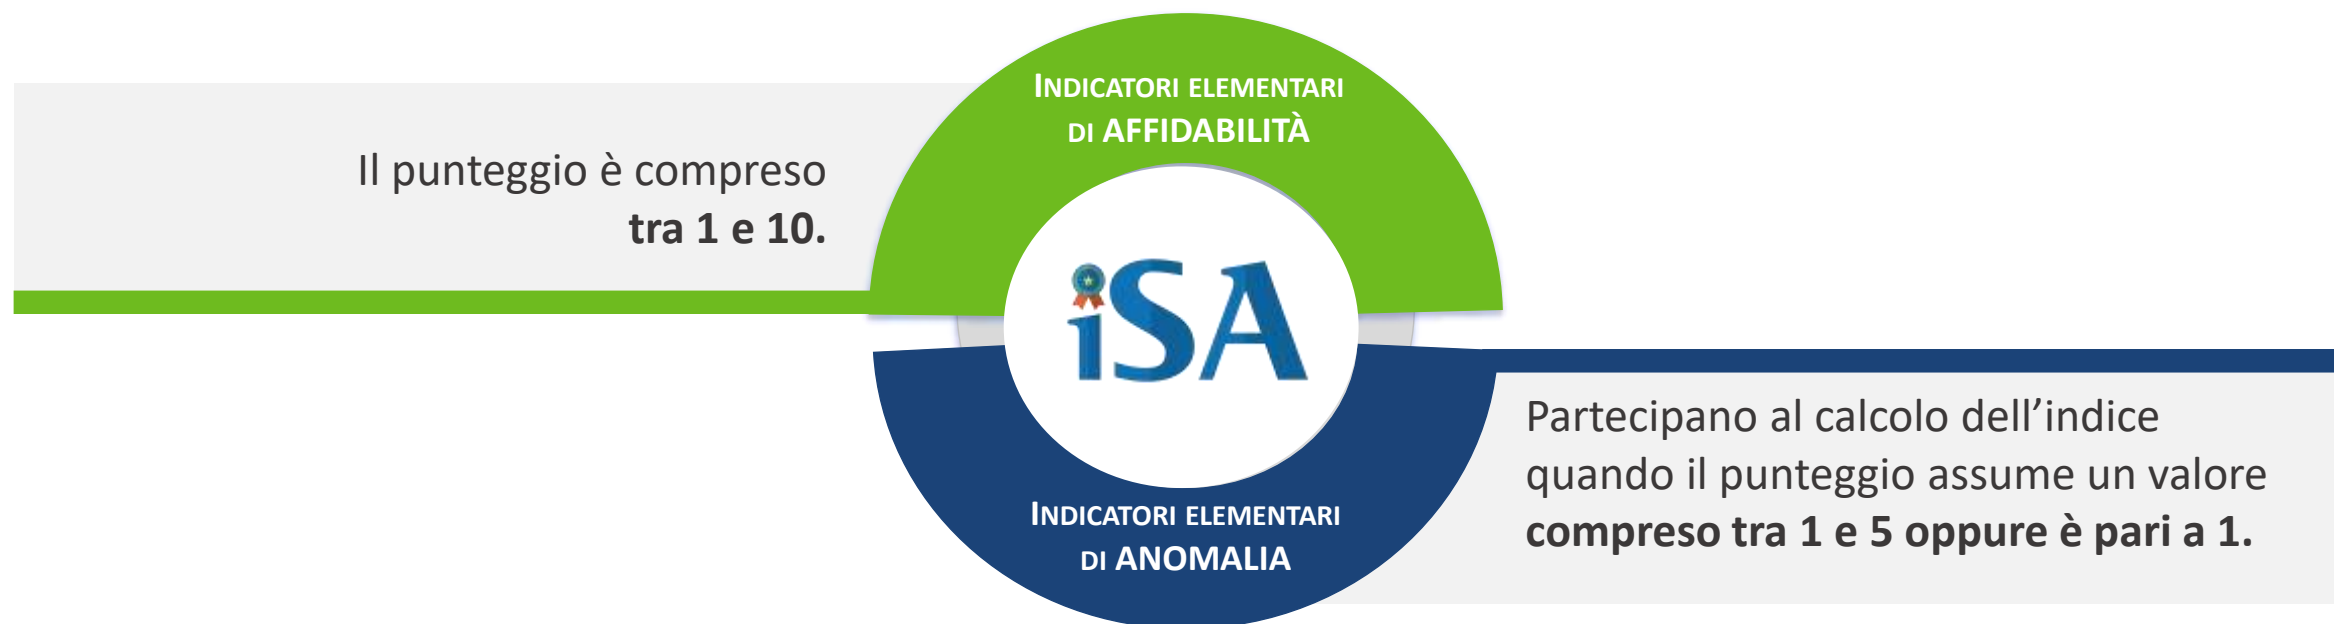 INDICATORI ELEMENTARI
DI AFFIDABILITÀ
Il punteggio è compreso
tra 1 e 10.
iSA
Partecipano al calcolo dell’indice
quando il punteggio assume un valore
compreso tra 1 e 5 oppure è pari a 1.
INDICATORI ELEMENTARI
DI ANOMALIA